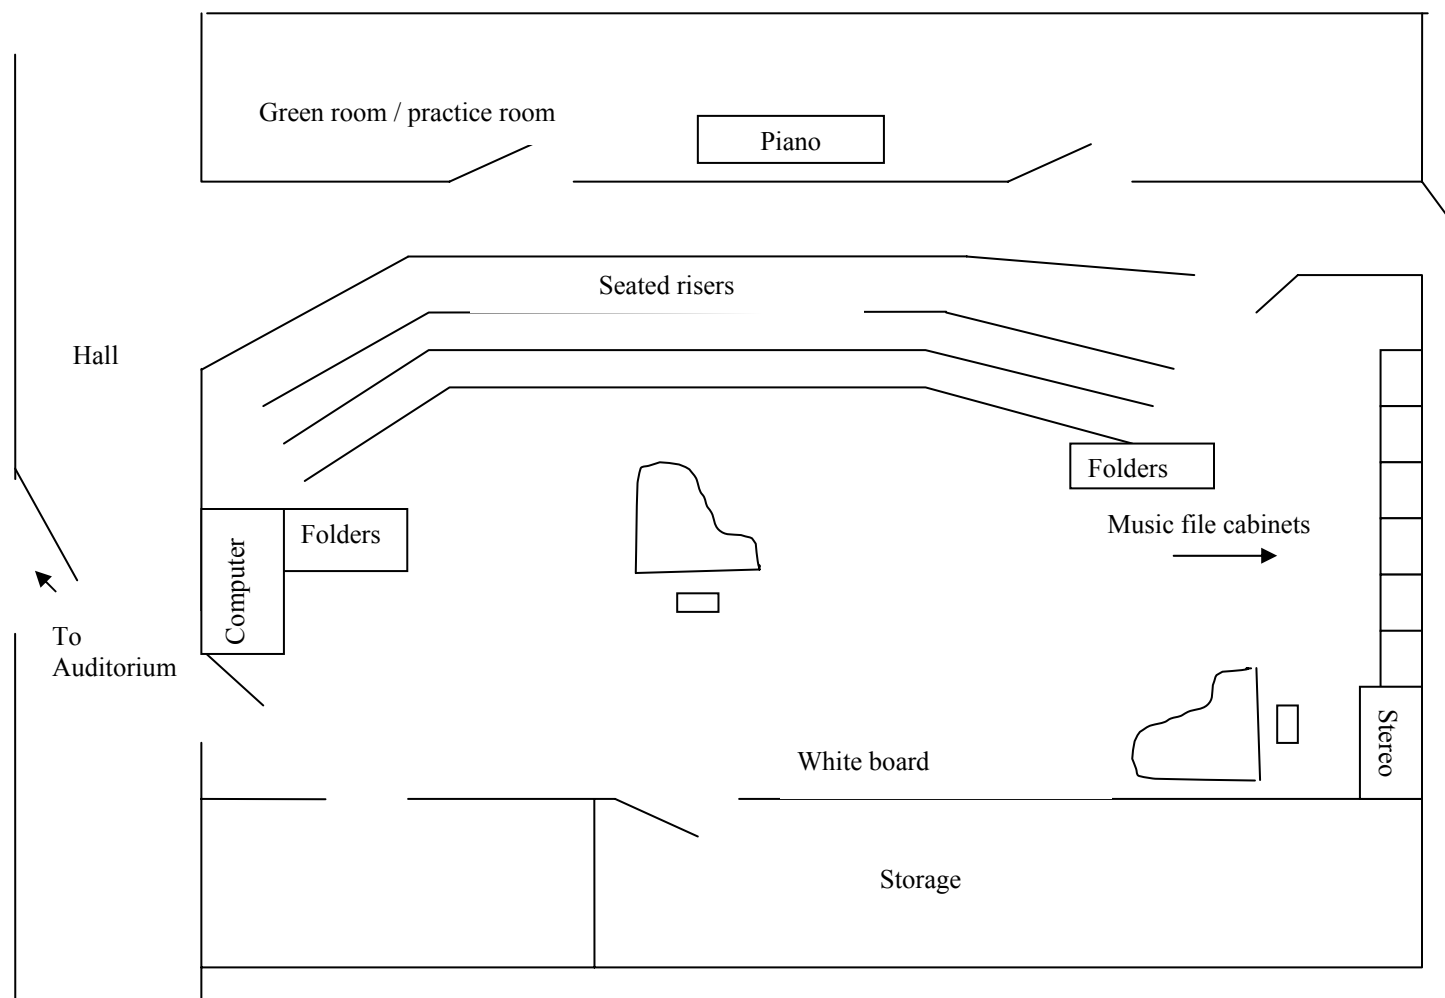 Green room / practice room
Piano
Seated risers
Hall
Folders
Music file cabinets
Folders
Computer
To
Auditorium
Stereo
White board
Storage